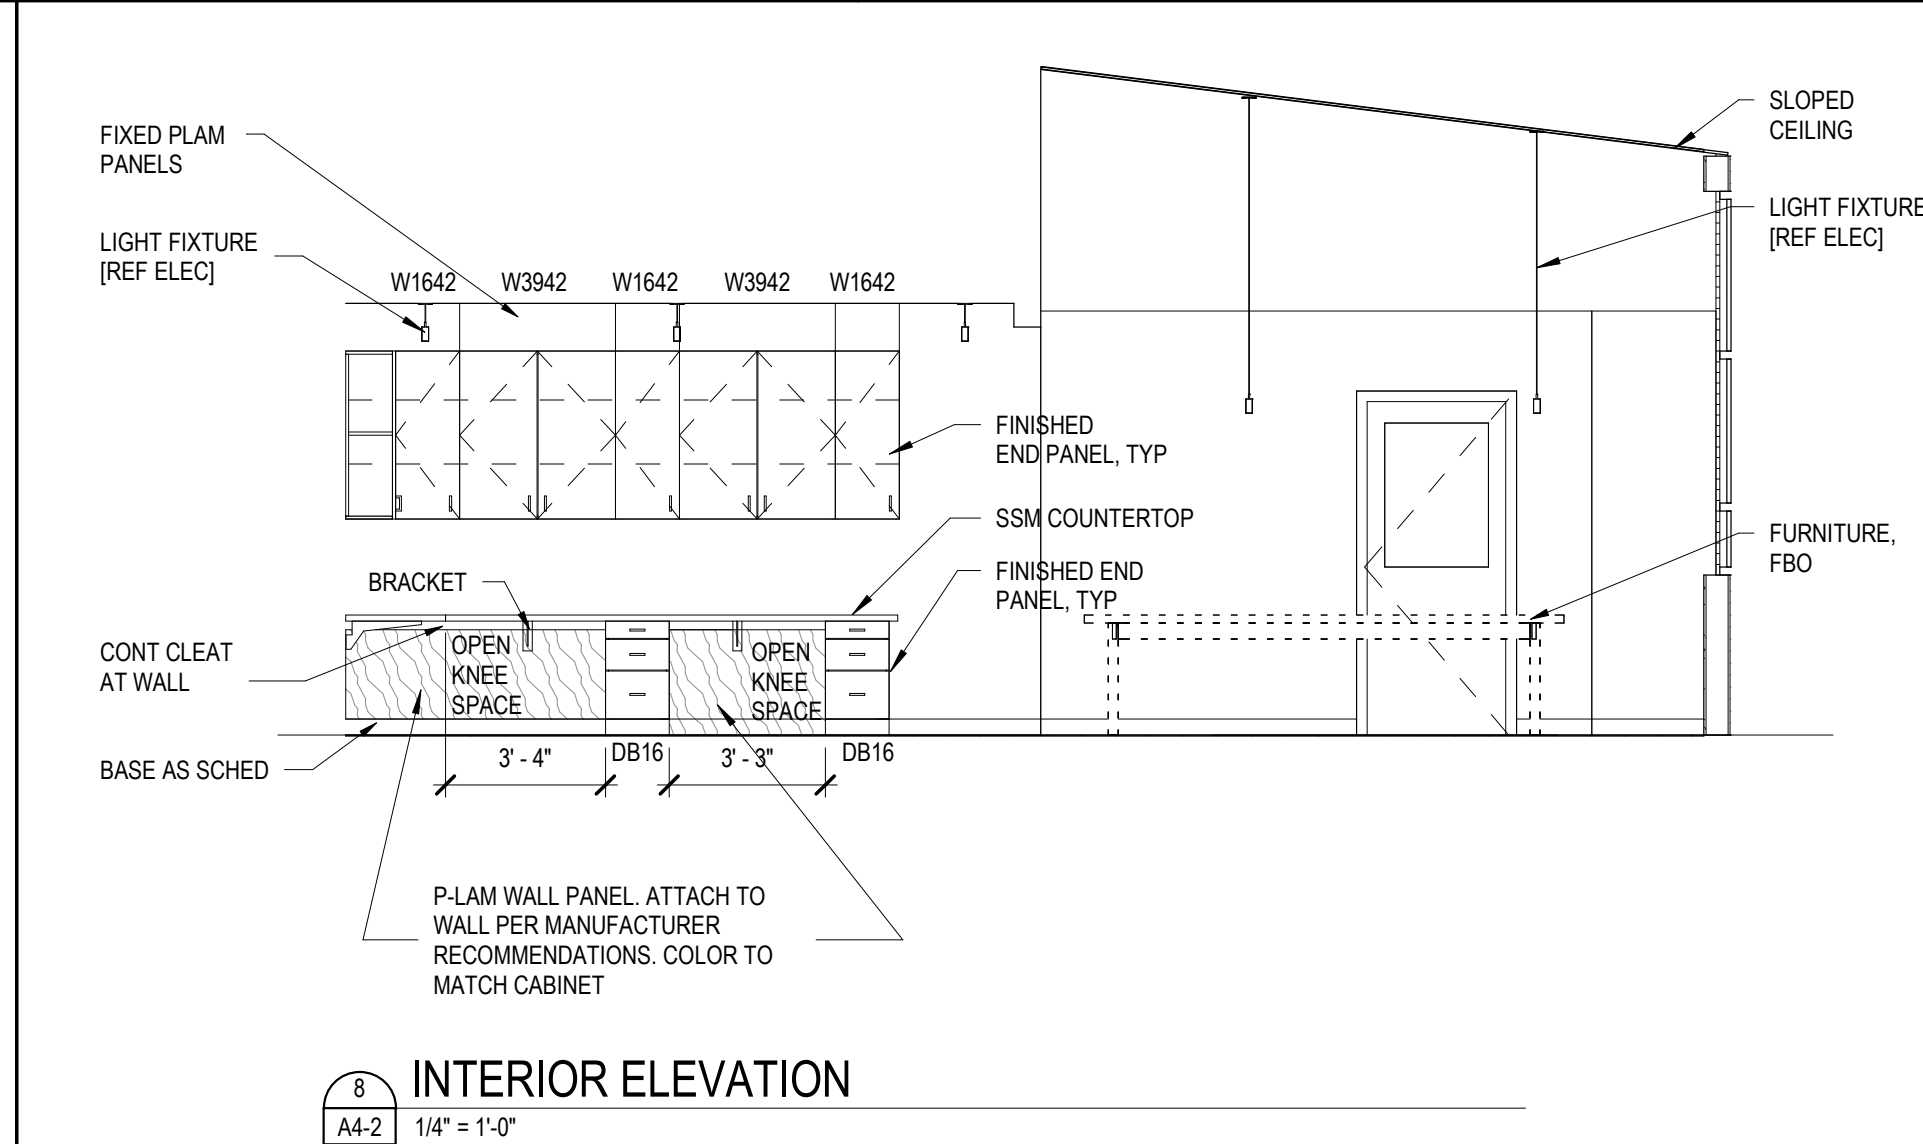 FIXED PLAM
PANELS
SLOPED
CEILING
LIGHT FIXTURE
[REF ELEC]
LIGHT FIXTURE
[REF ELEC]
W1642
W3942
W1642
W3942
W1642
FINISHED
END PANEL, TYP
SSM COUNTERTOP
FURNITURE,
FBO
BRACKET
FINISHED END
PANEL, TYP
CONT CLEAT
AT WALL
OPEN
KNEE
SPACE
OPEN
KNEE
SPACE
BASE AS SCHED
3' - 4"
DB16
3' - 3"
DB16
P-LAM WALL PANEL. ATTACH TO
WALL PER MANUFACTURER
RECOMMENDATIONS. COLOR TO
MATCH CABINET
8
INTERIOR ELEVATION
A4-2
1/4" = 1'-0"